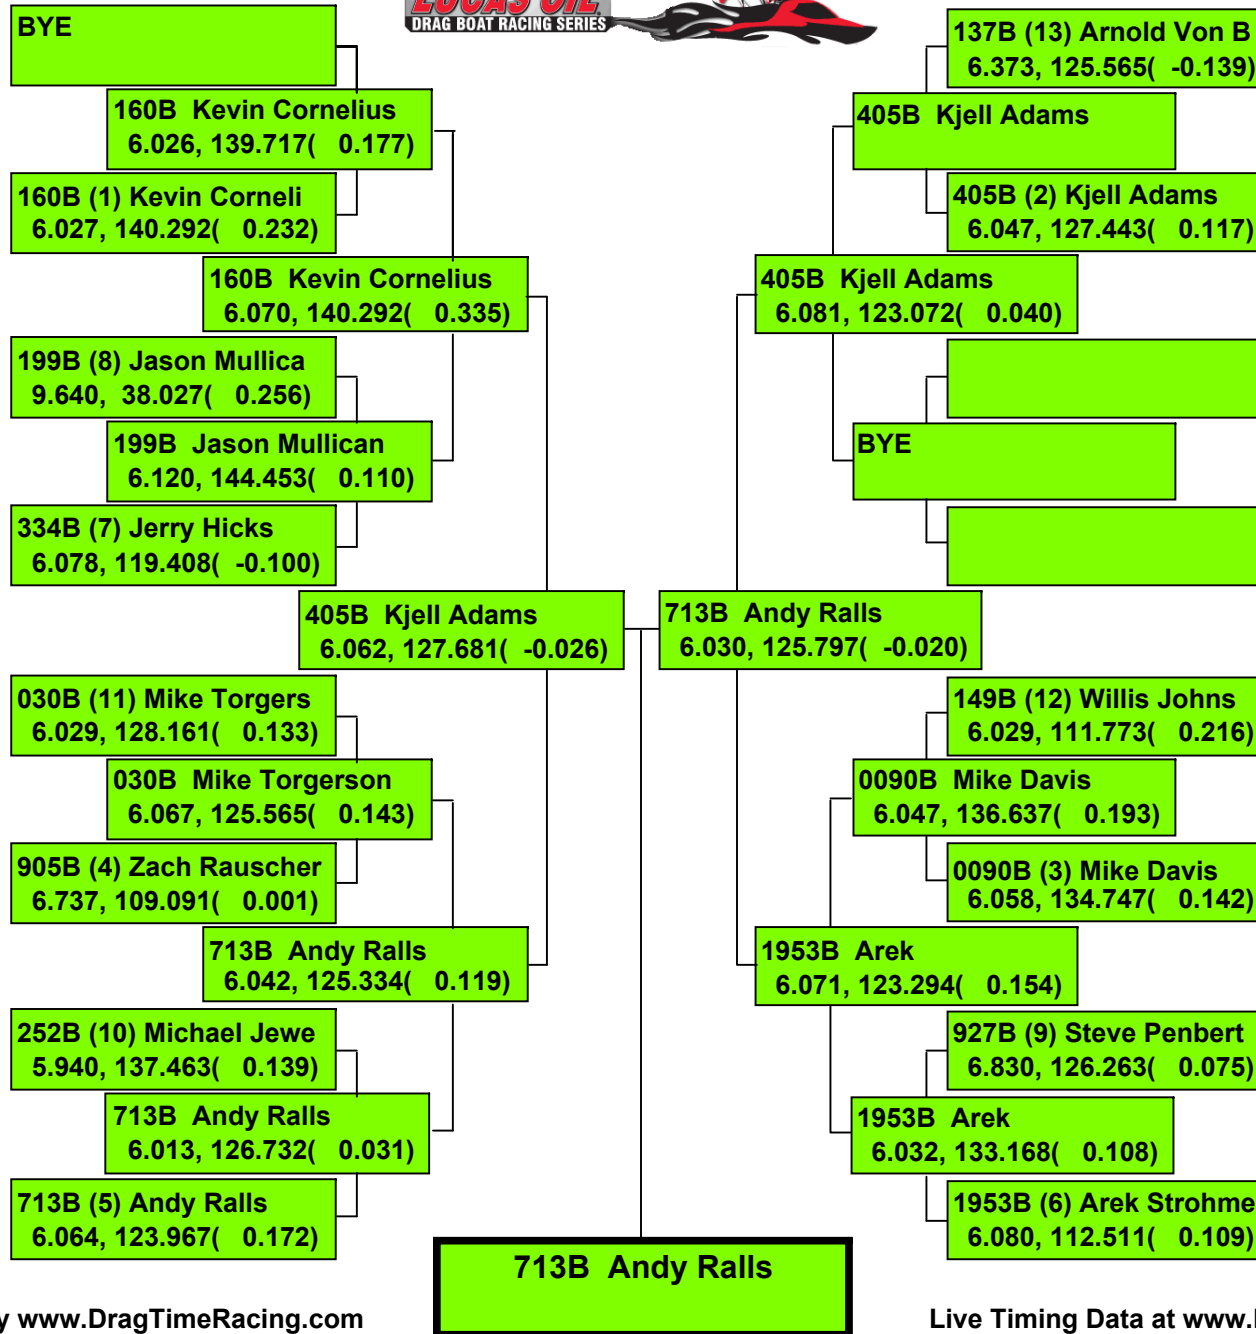 LUCAS OIL
DRAG BOAT RACING SERIES
BYE
160B  Kevin Cornelius
6.026, 139.717(   0.177)
160B (1) Kevin Corneli
6.027, 140.292(   0.232)
160B  Kevin Cornelius
6.070, 140.292(   0.335)
199B (8) Jason Mullica
9.640,  38.027(   0.256)
199B  Jason Mullican
6.120, 144.453(   0.110)
334B (7) Jerry Hicks
6.078, 119.408(  -0.100)
405B  Kjell Adams
6.062, 127.681(  -0.026)
030B (11) Mike Torgers
6.029, 128.161(   0.133)
030B  Mike Torgerson
6.067, 125.565(   0.143)
905B (4) Zach Rauscher
6.737, 109.091(   0.001)
713B  Andy Ralls
6.042, 125.334(   0.119)
252B (10) Michael Jewe
5.940, 137.463(   0.139)
713B  Andy Ralls
6.013, 126.732(   0.031)
713B (5) Andy Ralls
6.064, 123.967(   0.172)
137B (13) Arnold Von B
6.373, 125.565(  -0.139)
405B  Kjell Adams
405B (2) Kjell Adams
6.047, 127.443(   0.117)
405B  Kjell Adams
6.081, 123.072(   0.040)
BYE
713B  Andy Ralls
6.030, 125.797(  -0.020)
149B (12) Willis Johns
6.029, 111.773(   0.216)
0090B  Mike Davis
6.047, 136.637(   0.193)
0090B (3) Mike Davis
6.058, 134.747(   0.142)
1953B  Arek
6.071, 123.294(   0.154)
927B (9) Steve Penbert
6.830, 126.263(   0.075)
1953B  Arek
6.032, 133.168(   0.108)
1953B (6) Arek Strohme
6.080, 112.511(   0.109)
713B  Andy Ralls
y www.DragTimeRacing.com
Live Timing Data at www.